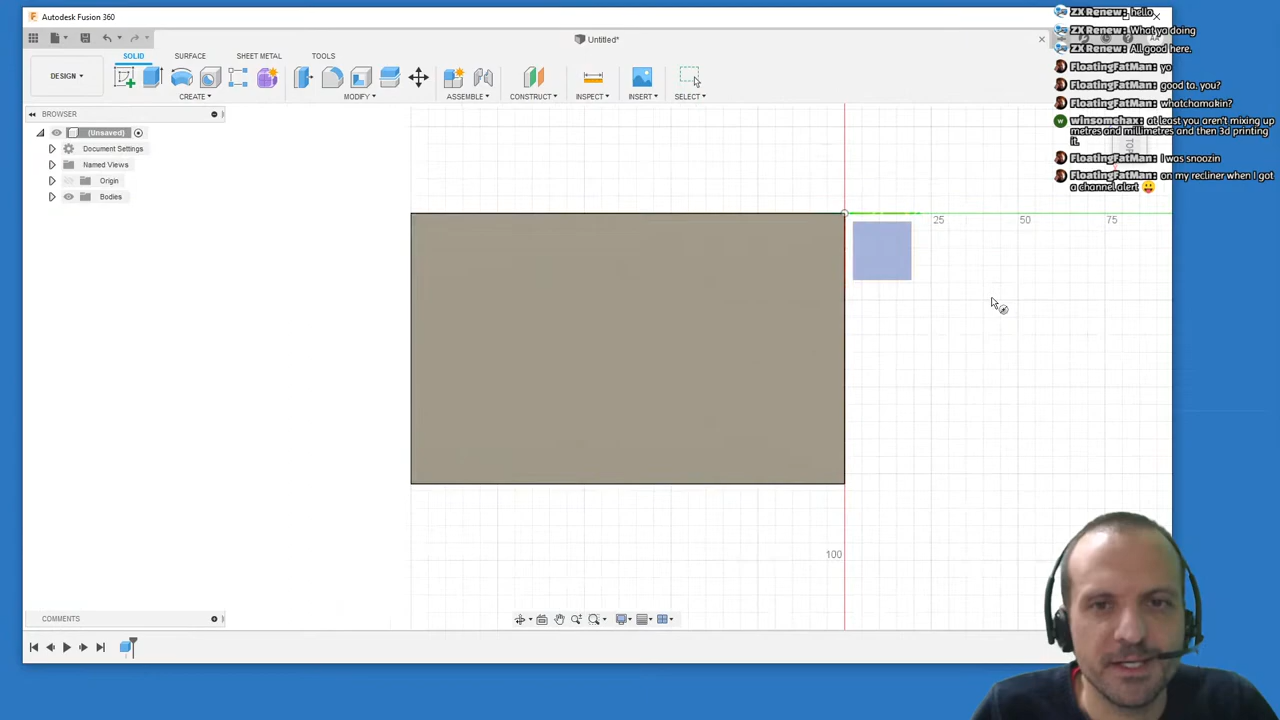 Autodesk Fusion 360
ZX Renew: hello
Untitled*
ZX Renew: What ya doing
ZX Renew: All good here.
SOLID
SURFACE
SHEET METAL
TOOLS
FloatingFatMan: yo
DESIGN
FloatingFatMan: good ta. you?
CREATE
MODIFY
ASSEMBLE
CONSTRUCT
INSPECT
INSERT
SELECT
FloatingFatMan: whatchamakin?
BROWSER
winsomehax: at least you aren't mixing up
metres and millimetres and then 3d printing
it.
(Unsaved)
Document Settings
TOP
FloatingFatMan: I was snoozin
Named Views
FloatingFatMan: on my recliner when I got
a channel alert
Origin
Bodies
25
50
75
100
COMMENTS